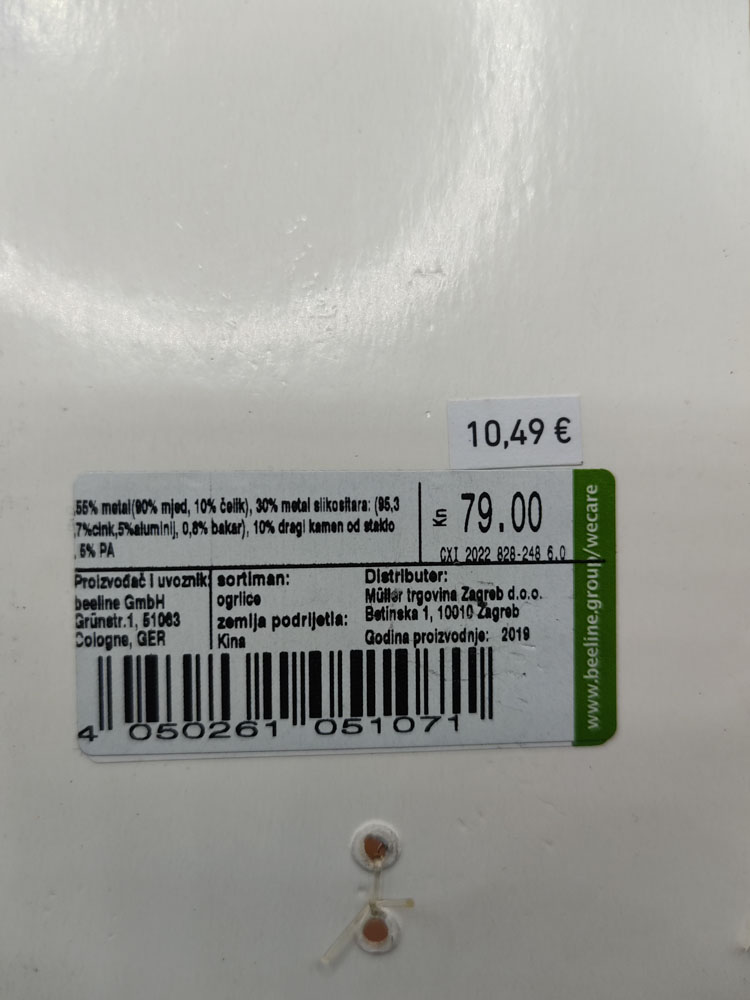 10,49 €
55% metal(90% mjed, 10% čelik), 30% metal slikositara: (95,3
7%cink,5%aluminij, 0,8% bakar), 10% dragi kamen od staklo
, 5% PA
Kn 79.00
CXI 2022 828-248 6.0
Proizvođač i uvoznik:
beeline GmbH
Grünstr.1, 51063
Cologne, GER
sortiman:
ogrlice
zemlja podrijetla:
Kina
Distributer:
Müller trgovina Zagreb d.o.o.
Betinska 1, 10010 Zagreb
Godina proizvodnje: 2019
4 050261 051071
www.beeline.group/wecare